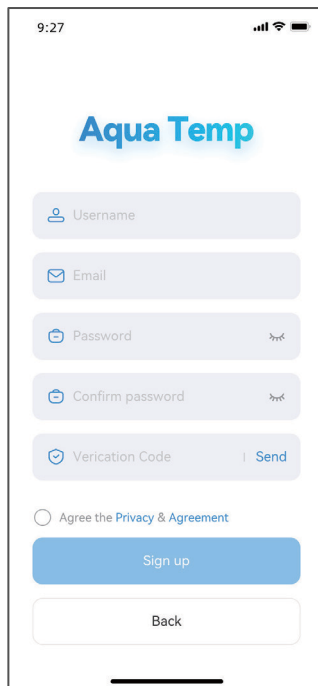 9:27
Aqua Temp
Username
Email
Password
Confirm password
Verication Code | Send
Agree the Privacy & Agreement
Sign up
Back